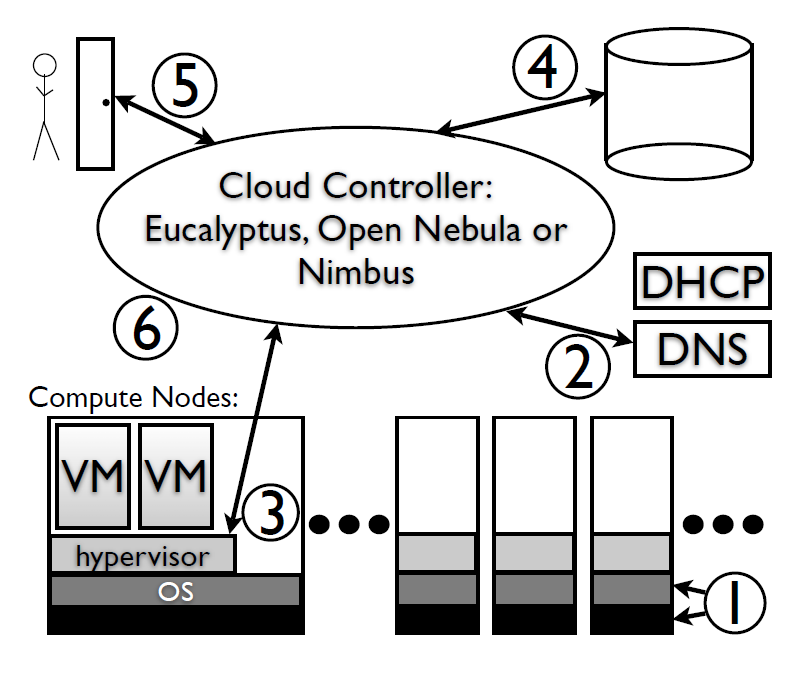 5
4
Cloud Controller:
Eucalyptus, Open Nebula or
Nimbus
DHCP
6
DNS
2
Compute Nodes:
VM VM
3
hypervisor
OS
1